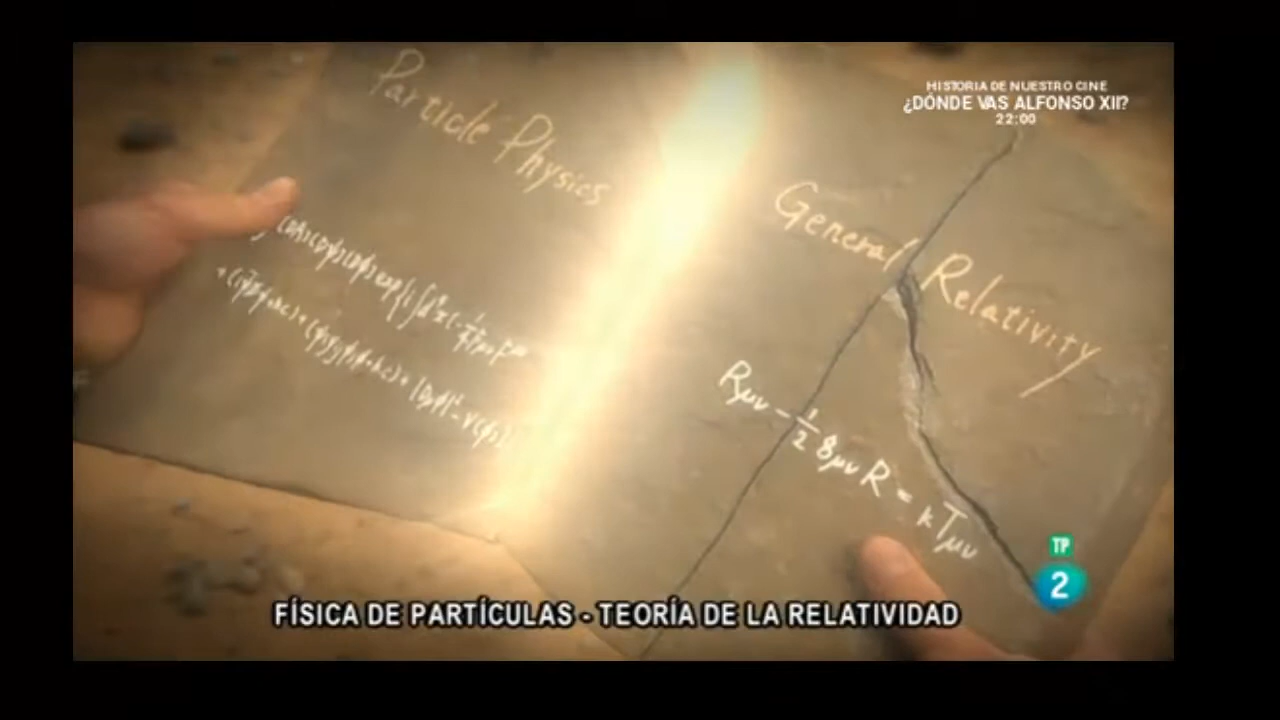 HISTORIA DE NUESTRO CINE
¿DÓNDE VAS ALFONSO XII?
22:00
Particle Physics
General Relativity
Rμν - 1/2 gμν R = κTμν
TP
2
FÍSICA DE PARTÍCULAS - TEORÍA DE LA RELATIVIDAD